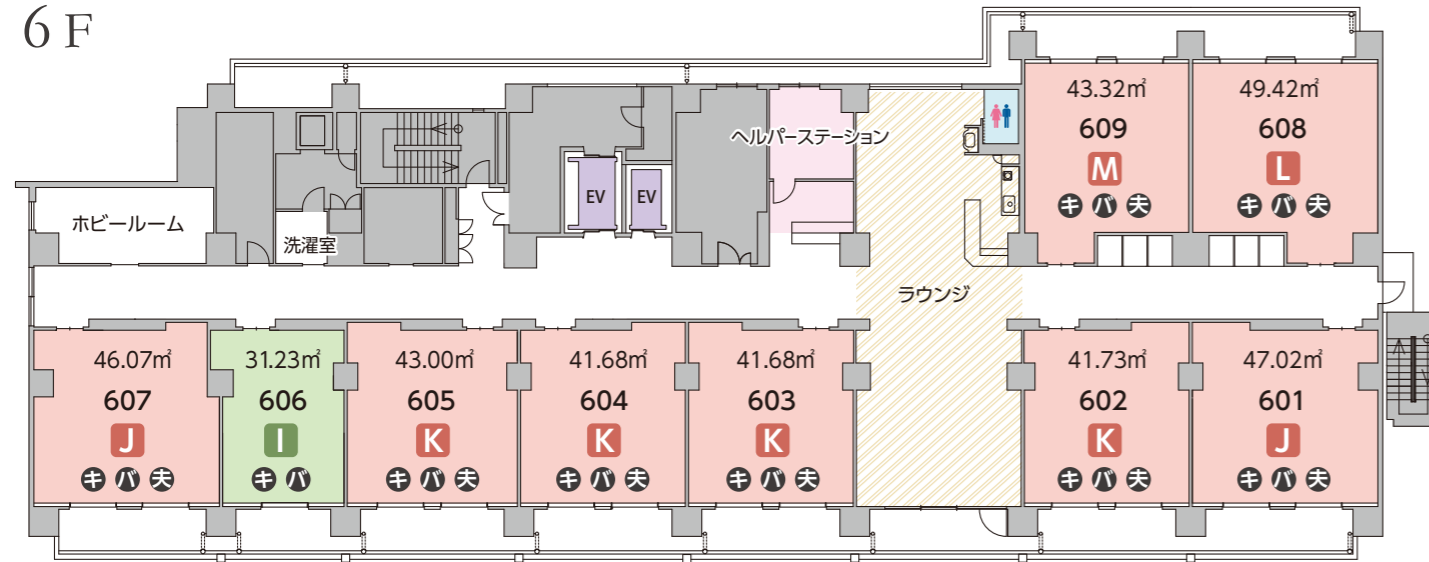 6F
43.32㎡
609
M
キ バ 夫
49.42㎡
608
L
キ バ 夫
ヘルパーステーション
EV
EV
ホビールーム
洗濯室
ラウンジ
46.07㎡
607
J
キ バ 夫
31.23㎡
606
I
キ バ
43.00㎡
605
K
キ バ 夫
41.68㎡
604
K
キ バ 夫
41.68㎡
603
K
キ バ 夫
41.73㎡
602
K
キ バ 夫
47.02㎡
601
J
キ バ 夫